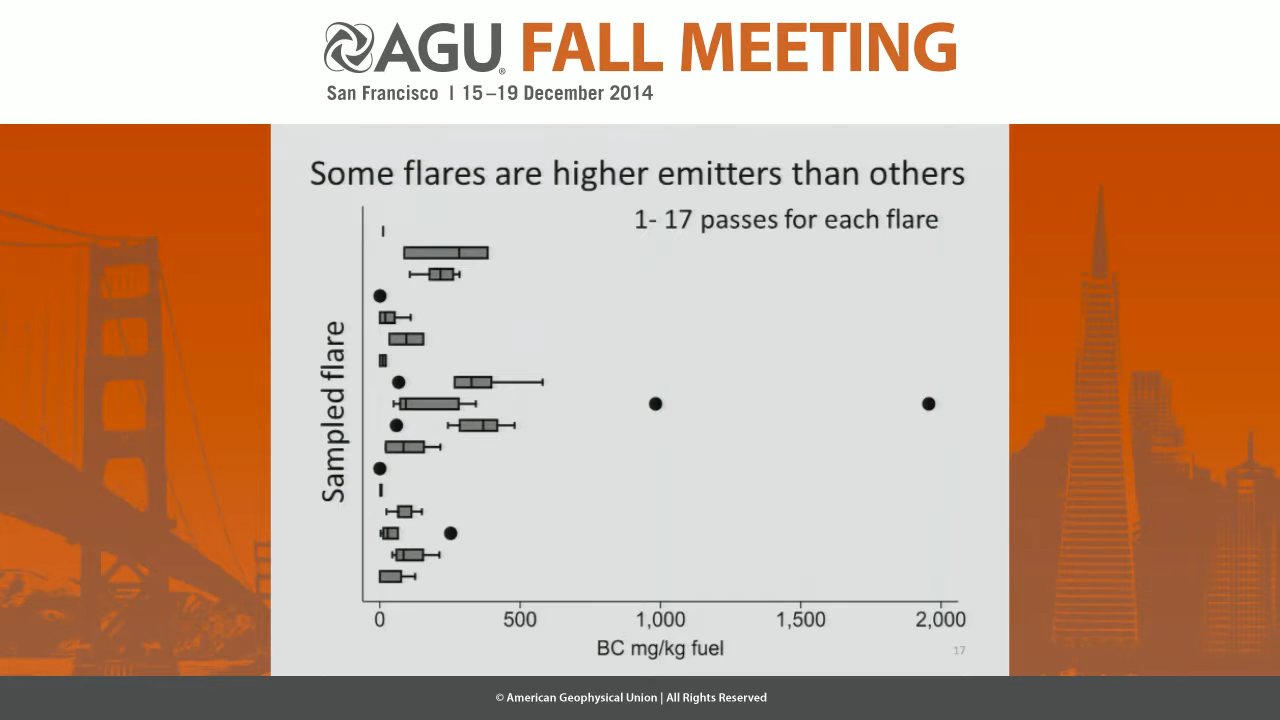 AGU® FALL MEETING
San Francisco | 15–19 December 2014
Some flares are higher emitters than others
1- 17 passes for each flare
Sampled flare
0 500 1,000 1,500 2,000
BC mg/kg fuel
17
© American Geophysical Union | All Rights Reserved